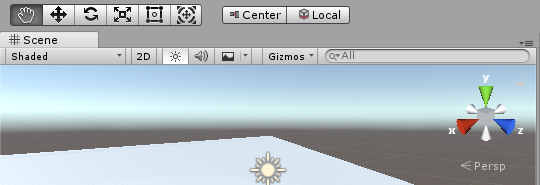 Center Local
Scene
Shaded 2D Gizmos All
y
x z
Persp